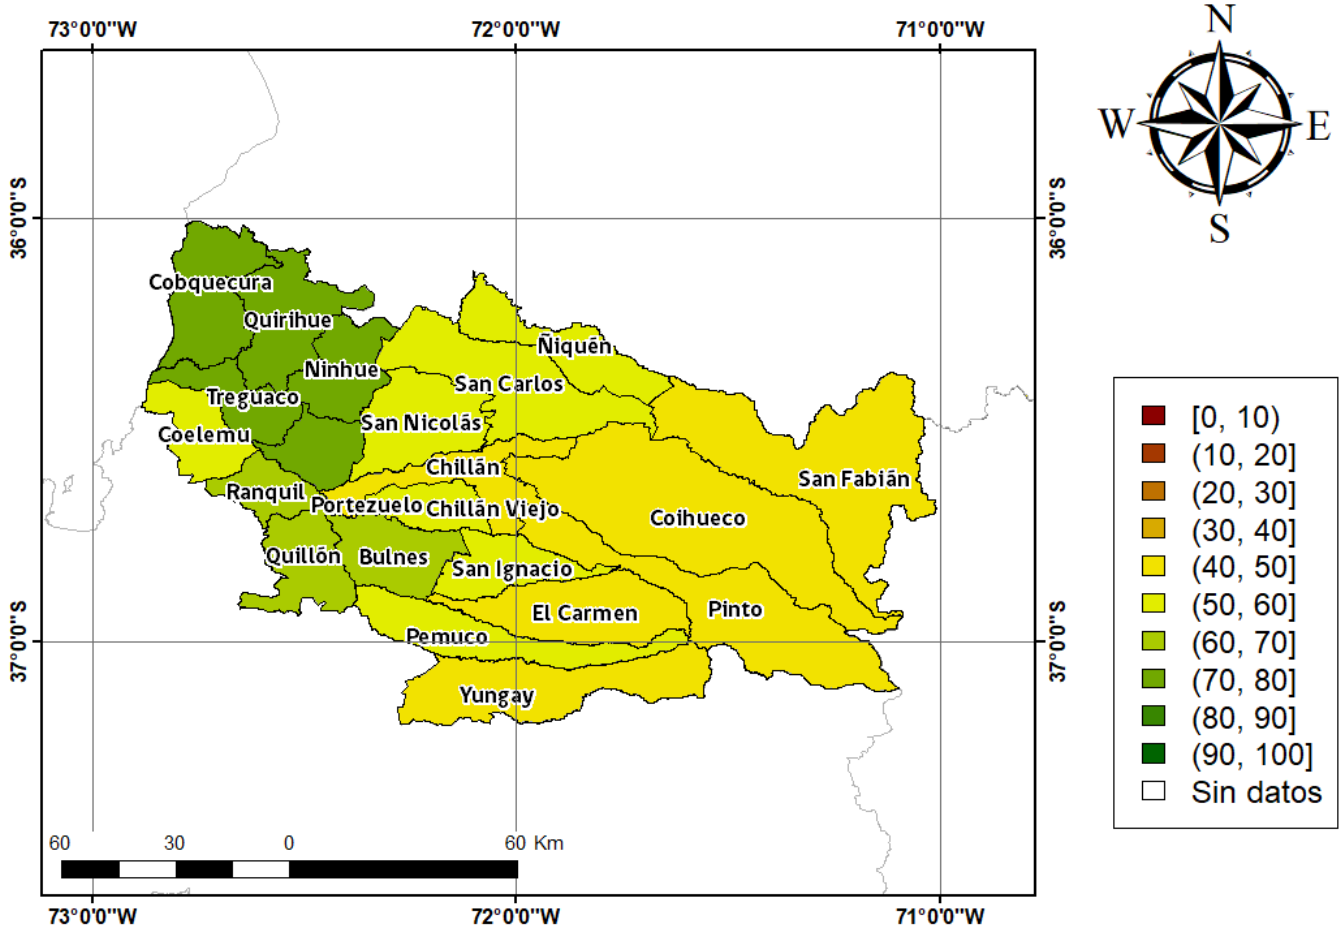 73°0'0"W 72°0'0"W 71°0'0"W
N
W E
S
36°0'0"S 36°0'0"S
Cobquecura
Quirihue
Ñiquén
Ninhue
San Carlos
Treguaco
San Nicolás
Coelemu
Chillán
San Fabián
Ranquil
Portezuelo
Chillán Viejo
Coihueco
Quillón
Bulnes
San Ignacio
El Carmen
Pinto
Pemuco
Yungay
37°0'0"S 37°0'0"S
[0, 10)
(10, 20]
(20, 30]
(30, 40]
(40, 50]
(50, 60]
(60, 70]
(70, 80]
(80, 90]
(90, 100]
Sin datos
60 30 0 60 Km
73°0'0"W 72°0'0"W 71°0'0"W